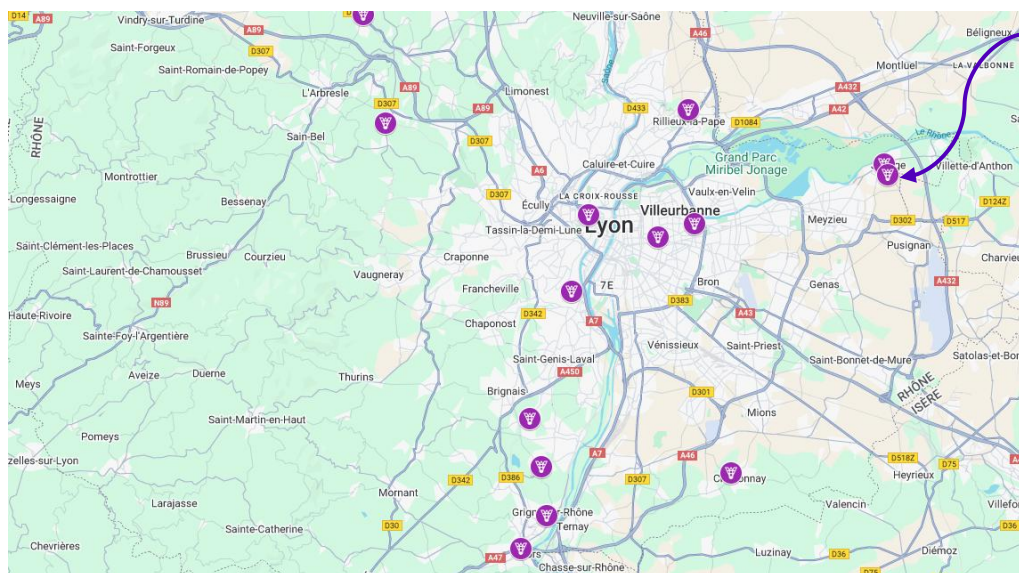 D14
Vindry-sur-Turdine
A89
Neuville-sur-Saône
A46
Béligneux
Saint-Forgeux
A89
D307
Montluel
LA VALBONNE
Saint-Romain-de-Popey
Saône
A432
L'Arbresle
Limonest
A89
A42
D307
D433
Rillieux-la-Pape
Sain-Bel
D1084
Le Rhône
RHÔNE
D307
Grand Parc
Miribel Jonage
Caluire-et-Cuire
Villette-d'Anthon
Montrottier
A6
Vaulx-en-Velin
-Longessaigne
D307
LA CROIX-ROUSSE
Bessenay
Écully
Villeurbanne
D124Z
Meyzieu
D302
D517
Lyon
Tassin-la-Demi-Lune
Saint-Clément-les-Places
Pusignan
Brussieu
Courzieu
Craponne
Charvieu
Saint-Laurent-de-Chamousset
Vaugneray
A432
Francheville
7E
Bron
Genas
N89
D383
Haute-Rivoire
D342
A43
A7
Sainte-Foy-l'Argentière
Chaponost
Vénissieux
Saint-Priest
Saint-Genis-Laval
Saint-Bonnet-de-Mure
Satolas-et-Bon
A450
Meys
Aveize
Duerne
Thurins
RHÔNE
ISÈRE
Brignais
D301
Mions
Saint-Martin-en-Haut
Pomeys
A7
A46
D518Z
zelles-sur-Lyon
D75
D342
D386
D307
Heyrieux
Mornant
Larajasse
Valencin
Villefo
Sainte-Catherine
D30
Ternay
Chevrières
A47
Luzinay
D36
Diémoz
D36
Chasse-sur-Rhône
D75